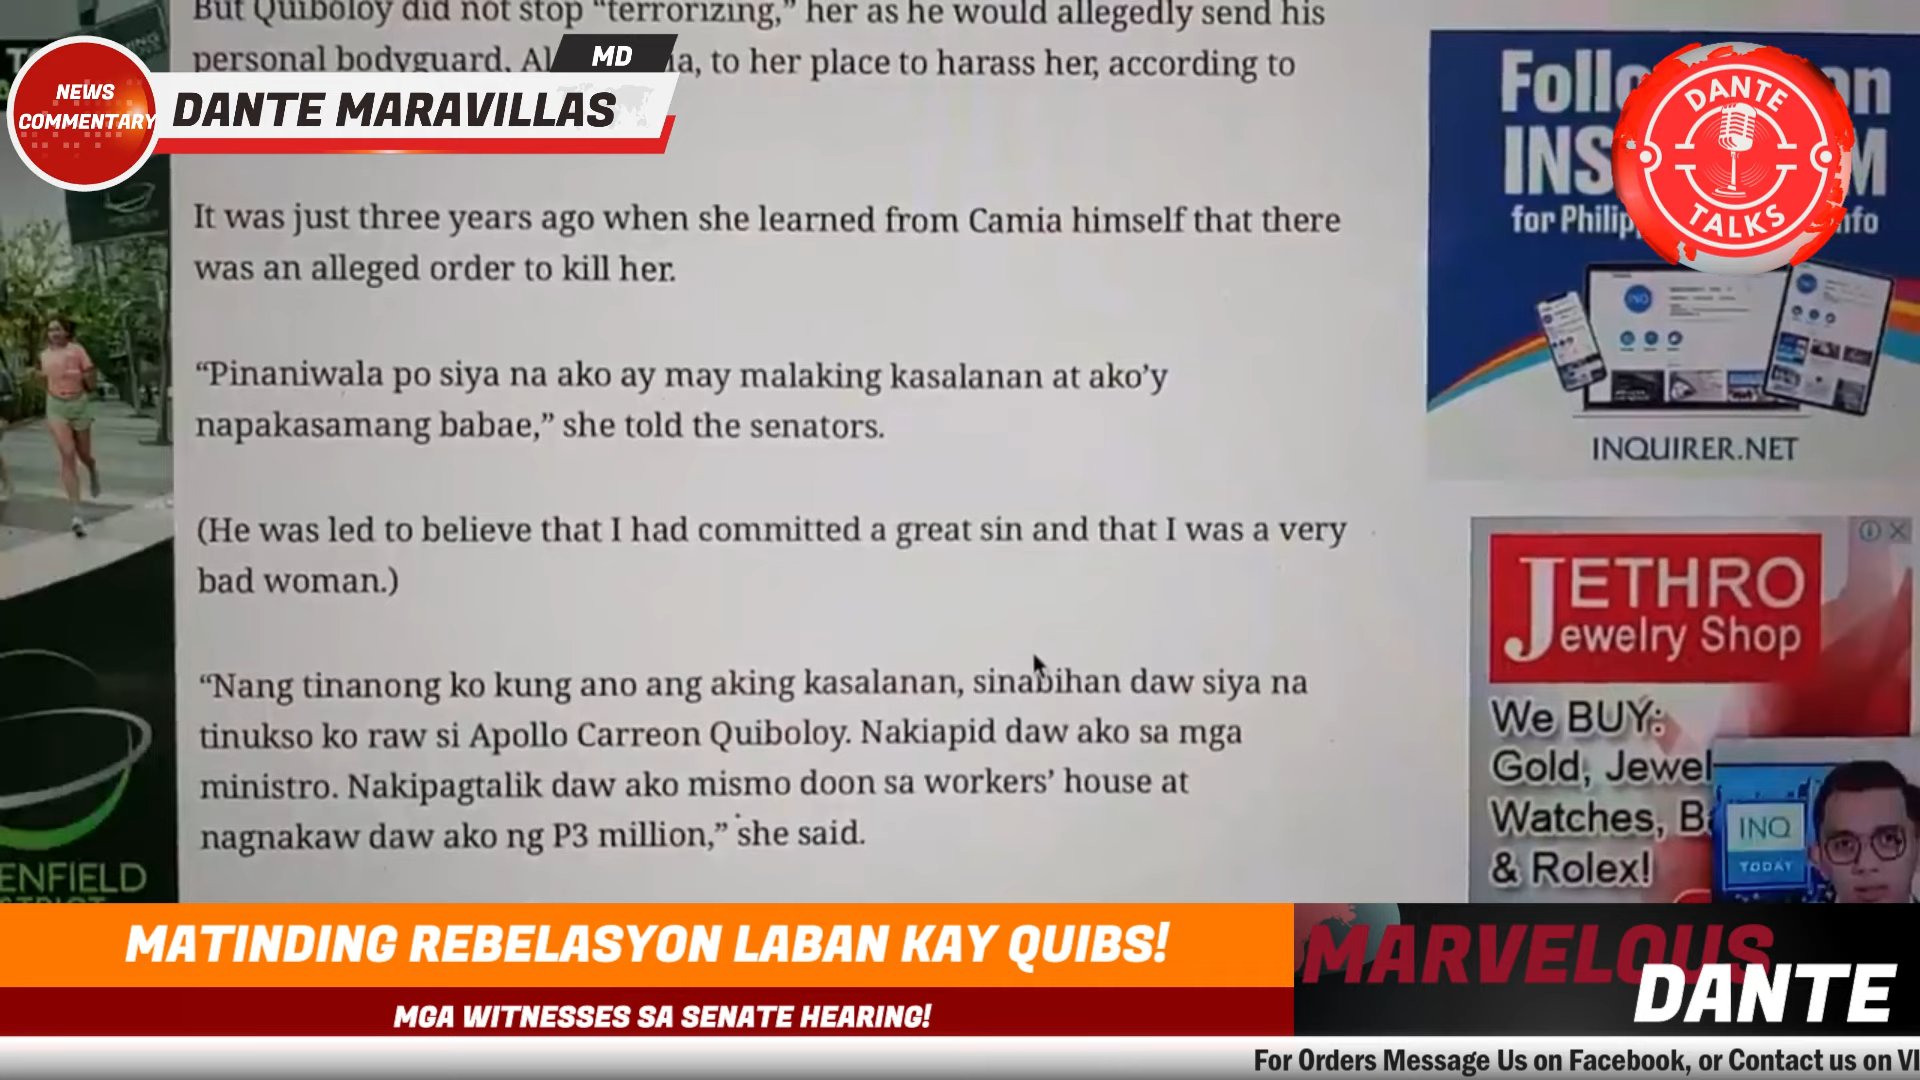 But Quiboloy did not stop “terrorizing,” her as he would allegedly send his
personal bodyguard, to her place to harass her, according to
MD
NEWS
COMMENTARY
DANTE MARAVILLAS
It was just three years ago when she learned from Camia himself that there
was an alleged order to kill her.
“Pinaniwala po siya na ako ay may malaking kasalanan at ako’y
napakasamang babae,” she told the senators.
(He was led to believe that I had committed a great sin and that I was a very
bad woman.)
“Nang tinanong ko kung ano ang aking kasalanan, sinabihan daw siya na
tinukso ko raw si Apollo Carreon Quiboloy. Nakiapid daw ako sa mga
ministro. Nakipagtalik daw ako mismo doon sa workers’ house at
nagnakaw daw ako ng P3 million,” she said.
DANTE
TALKS
for
INQUIRER.NET
JETHRO
Jewelry Shop
We BUY:
Gold, Jewel
Watches, B
& Rolex!
INQ
TODAY
ENFIELD
MATINDING REBELASYON LABAN KAY QUIBS!
MGA WITNESSES SA SENATE HEARING!
MARVELOUS
DANTE
For Orders Message Us on Facebook, or Contact us on VI